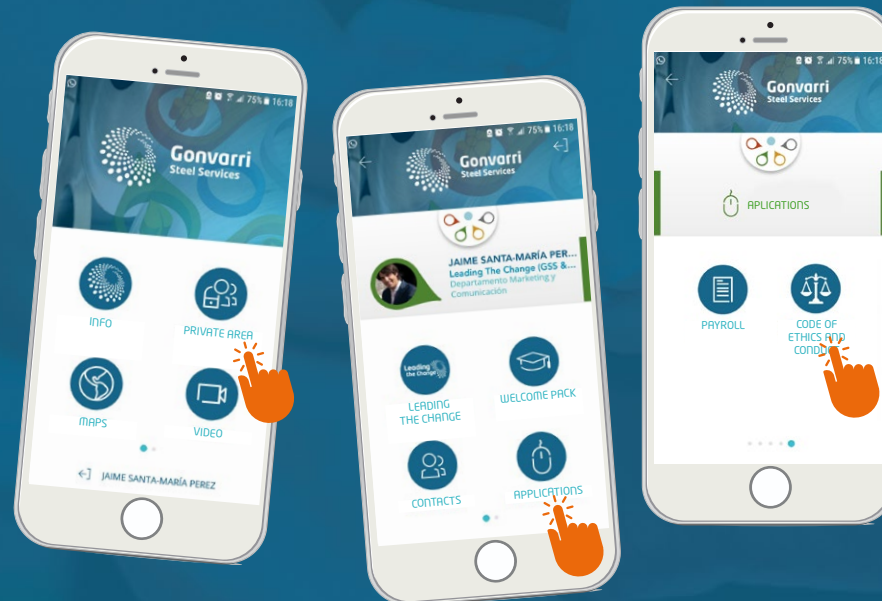 75% 16:18
Gonvarri
Steel Services
INFO
PRIVATE AREA
MAPS
VIDEO
JAIME SANTA-MARÍA PEREZ
75% 16:18
Gonvarri
Steel Services
JAIME SANTA-MARÍA PER...
Leading The Change (GSS &...
Departamento Marketing y
Comunicación
Leading
the Change
LEADING
THE CHANGE
WELCOME PACK
CONTACTS
APPLICATIONS
75% 16:18
Gonvarri
Steel Services
APLICATIONS
PAYROLL
CODE OF
ETHICS AND
CONDUCT